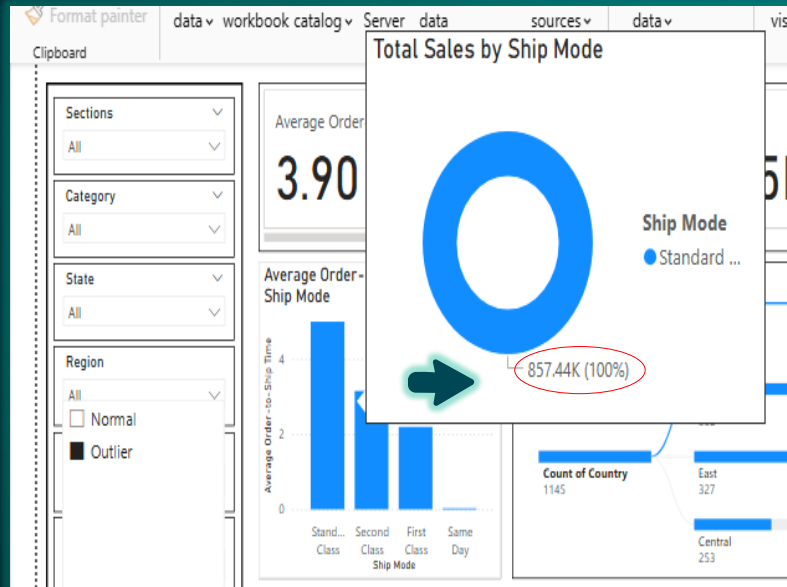 Format painter
data
workbook catalog
Server
data
sources
data
Clipboard
Total Sales by Ship Mode
Ship Mode
Standard ...
857.44K (100%)
Sections
All
Category
All
State
All
Region
All
Normal
Outlier
Average Order
3.90
Average Order-
Ship Mode
Average Order-to-Ship Time
4
2
0
Stand... Second First Same
Class Class Class Day
Ship Mode
Count of Country
1145
East
327
Central
253